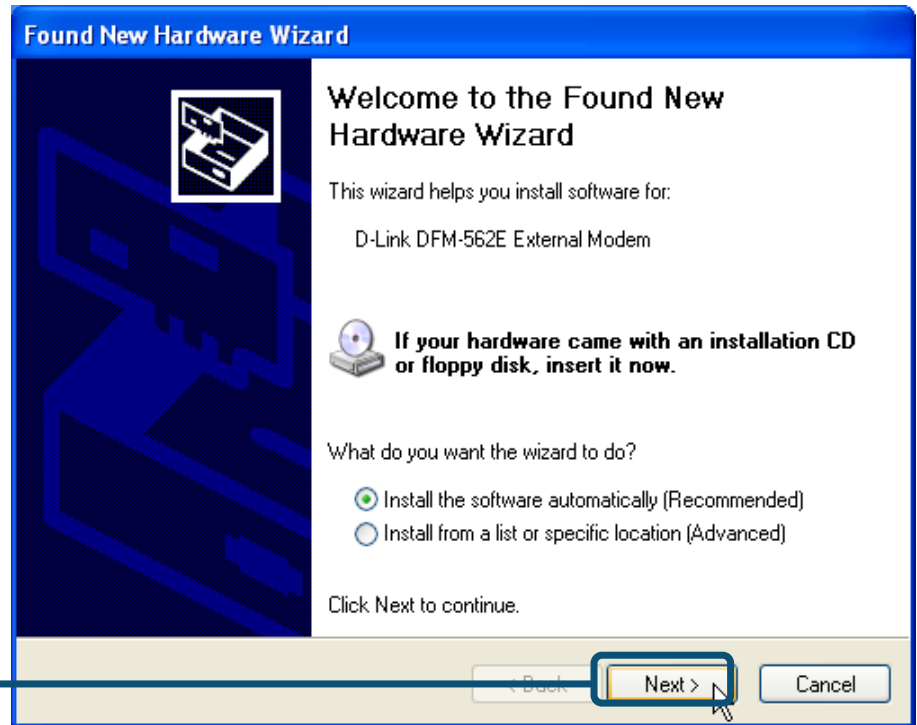 Found New Hardware Wizard
Welcome to the Found New
Hardware Wizard
This wizard helps you install software for:
D-Link DFM-562E External Modem
If your hardware came with an installation CD
or floppy disk, insert it now.
What do you want the wizard to do?
Install the software automatically (Recommended)
Install from a list or specific location (Advanced)
Click Next to continue.
< Back Next > Cancel